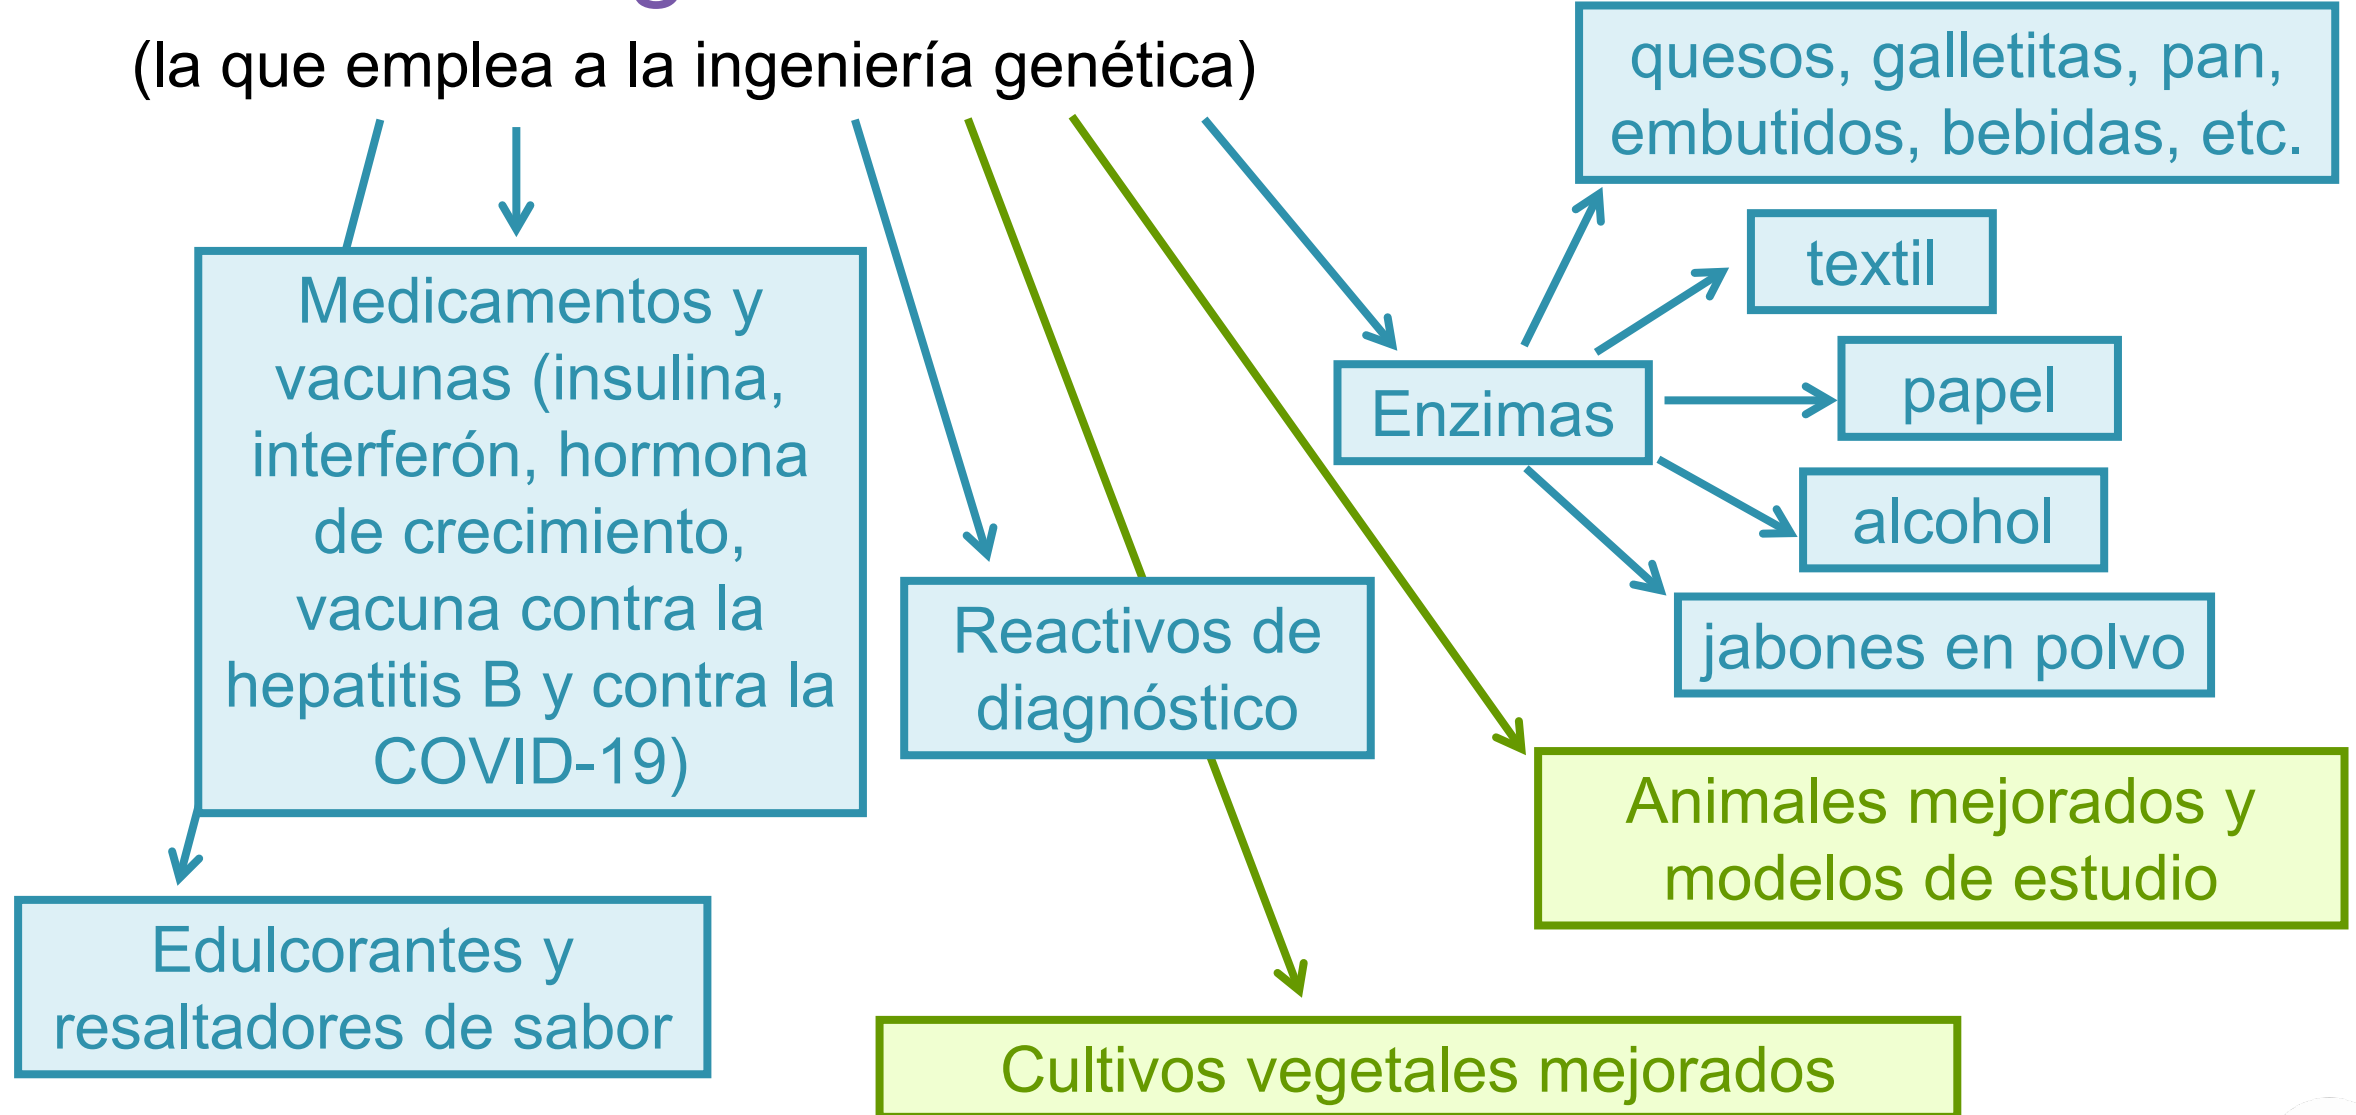 (la que emplea a la ingeniería genética)
quesos, galletitas, pan,
embutidos, bebidas, etc.
textil
papel
Enzimas
alcohol
jabones en polvo
Medicamentos y
vacunas (insulina,
interferón, hormona
de crecimiento,
vacuna contra la
hepatitis B y contra la
COVID-19)
Reactivos de
diagnóstico
Animales mejorados y
modelos de estudio
Edulcorantes y
resaltadores de sabor
Cultivos vegetales mejorados